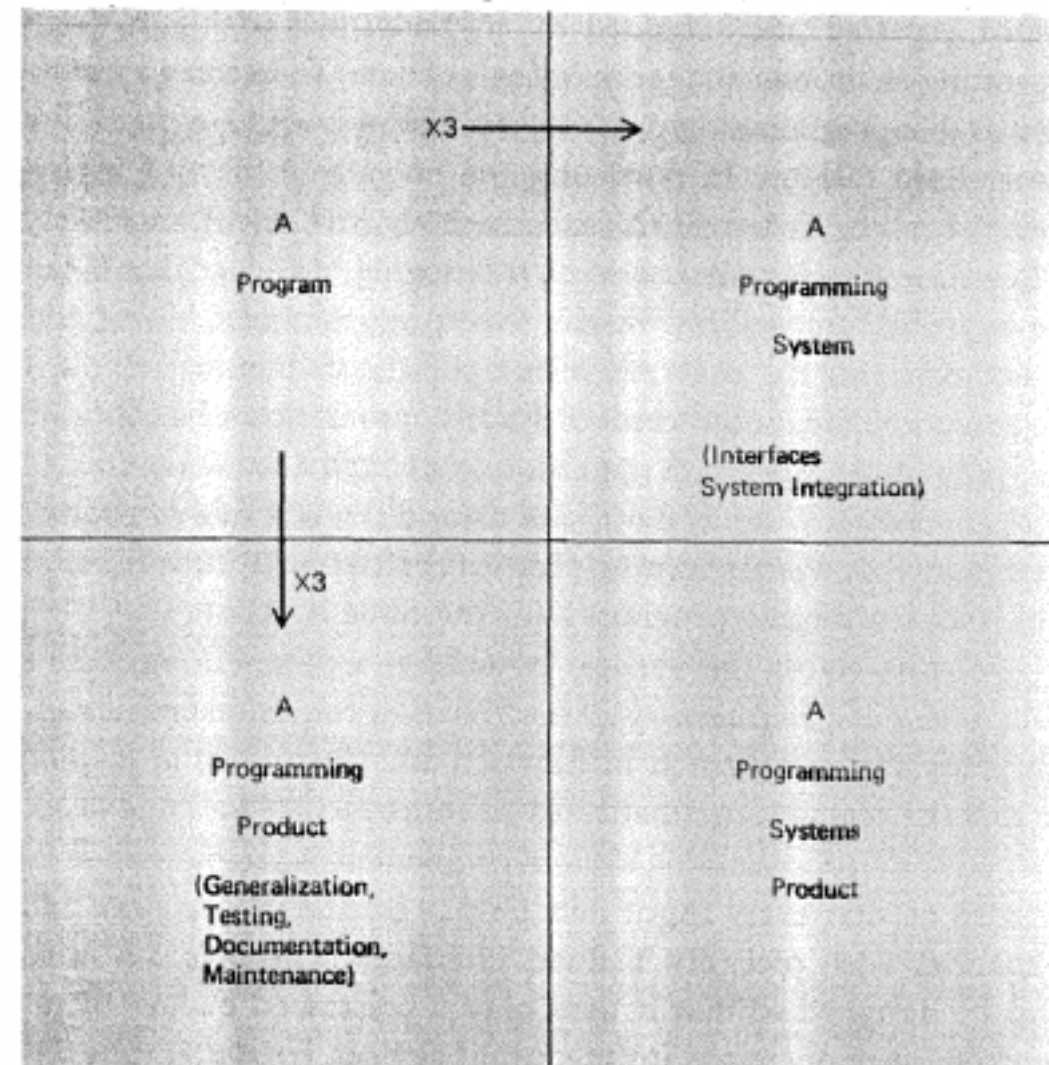 X3
A
Program
A
Programming
System
(Interfaces
System Integration)
X3
A
Programming
Product
(Generalization,
Testing,
Documentation,
Maintenance)
A
Programming
Systems
Product